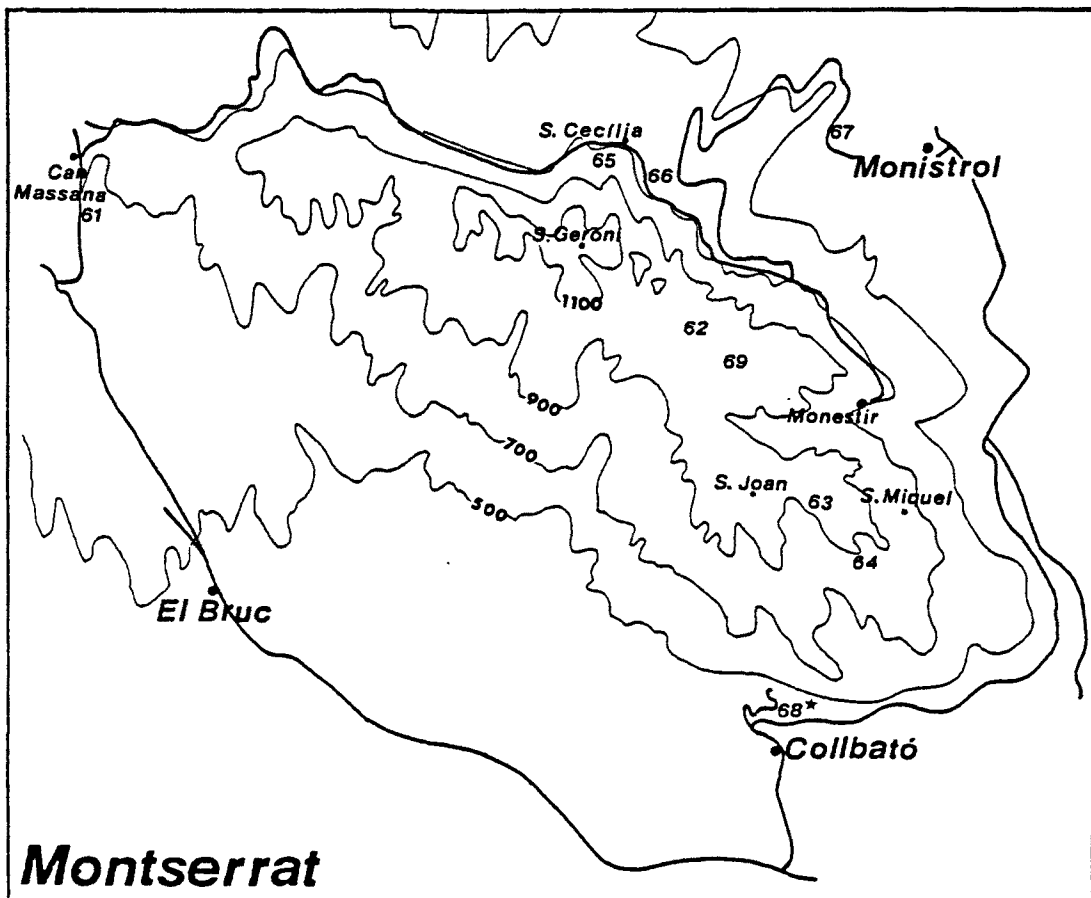 S. Cecília
65
66
67
Monistrol
Can
Massana
61
S. Geroni
1100
62
69
900
Monestir
700
S. Joan
63
S. Miquel
500
64
El Bruc
68*
Collbató
Montserrat